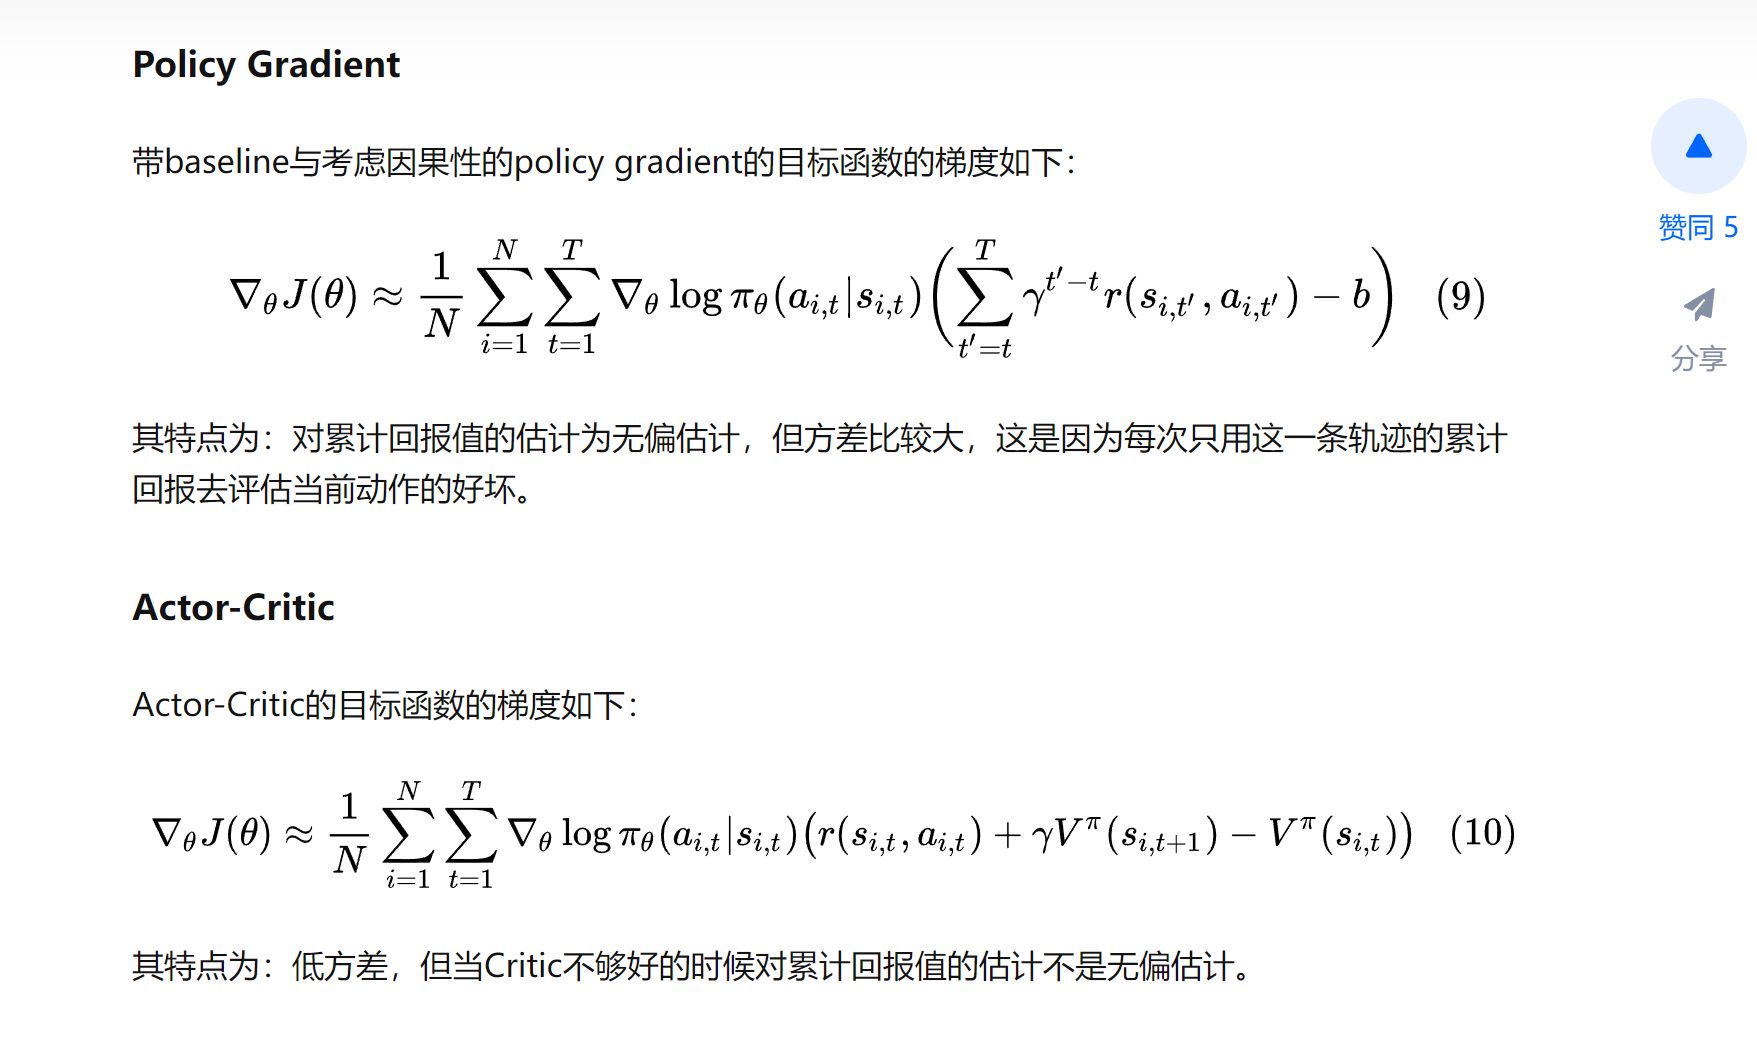 Policy Gradient
带baseline与考虑因果性的policy gradient的目标函数的梯度如下：
$\nabla_\theta J(\theta) \approx \frac{1}{N} \sum_{i=1}^{N} \sum_{t=1}^{T} \nabla_\theta \log \pi_\theta (a_{i,t}|s_{i,t}) \left( \sum_{t'=t}^{T} \gamma^{t'-t} r(s_{i,t'}, a_{i,t'}) - b \right) \quad (9)$
赞同 5
分享
其特点为：对累计回报值的估计为无偏估计，但方差比较大，这是因为每次只用这一条轨迹的累计
回报去评估当前动作的好坏。
Actor-Critic
Actor-Critic的目标函数的梯度如下：
$\nabla_\theta J(\theta) \approx \frac{1}{N} \sum_{i=1}^{N} \sum_{t=1}^{T} \nabla_\theta \log \pi_\theta (a_{i,t}|s_{i,t}) \big( r(s_{i,t}, a_{i,t}) + \gamma V^\pi (s_{i,t+1}) - V^\pi (s_{i,t}) \big) \quad (10)$
其特点为：低方差，但当Critic不够好的时候对累计回报值的估计不是无偏估计。